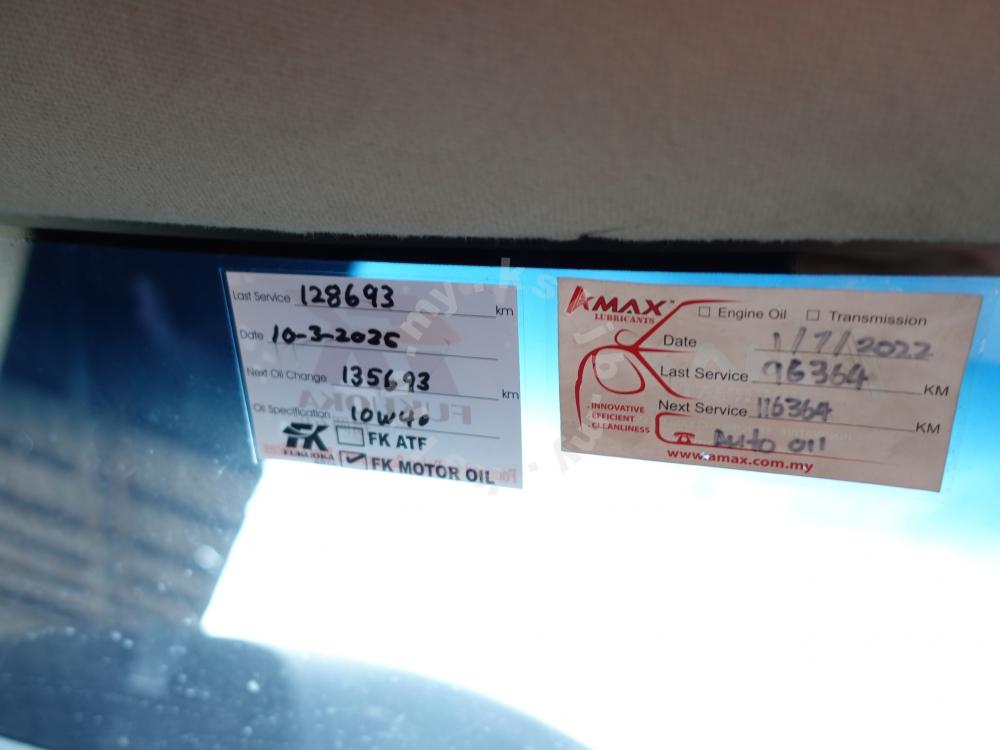 Last Service 128693 km
Date 10-3-2025
Next Oil Change 135693 km
Oil Specification 10W40
FK FUKUOKA
FK ATF
FK MOTOR OIL
AMAX™
LUBRICANTS
Engine Oil Transmission
Date 1/7/2022
Last Service 96364 KM
Next Service 116364 KM
INNOVATIVE
EFFICIENT
CLEANLINESS
Auto oil
www.amax.com.my